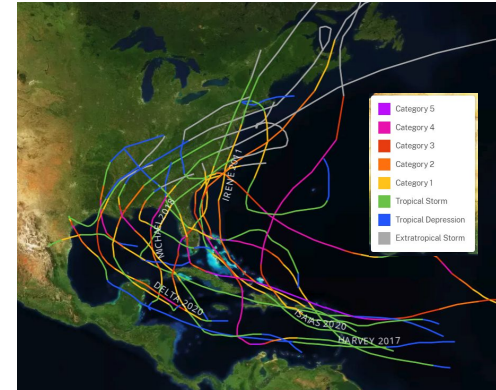 Category 5
Category 4
Category 3
Category 2
Category 1
Tropical Storm
Tropical Depression
Extratropical Storm
IRENE 2011
MICHAEL 2018
DELTA 2020
ISAIAS 2020
HARVEY 2017